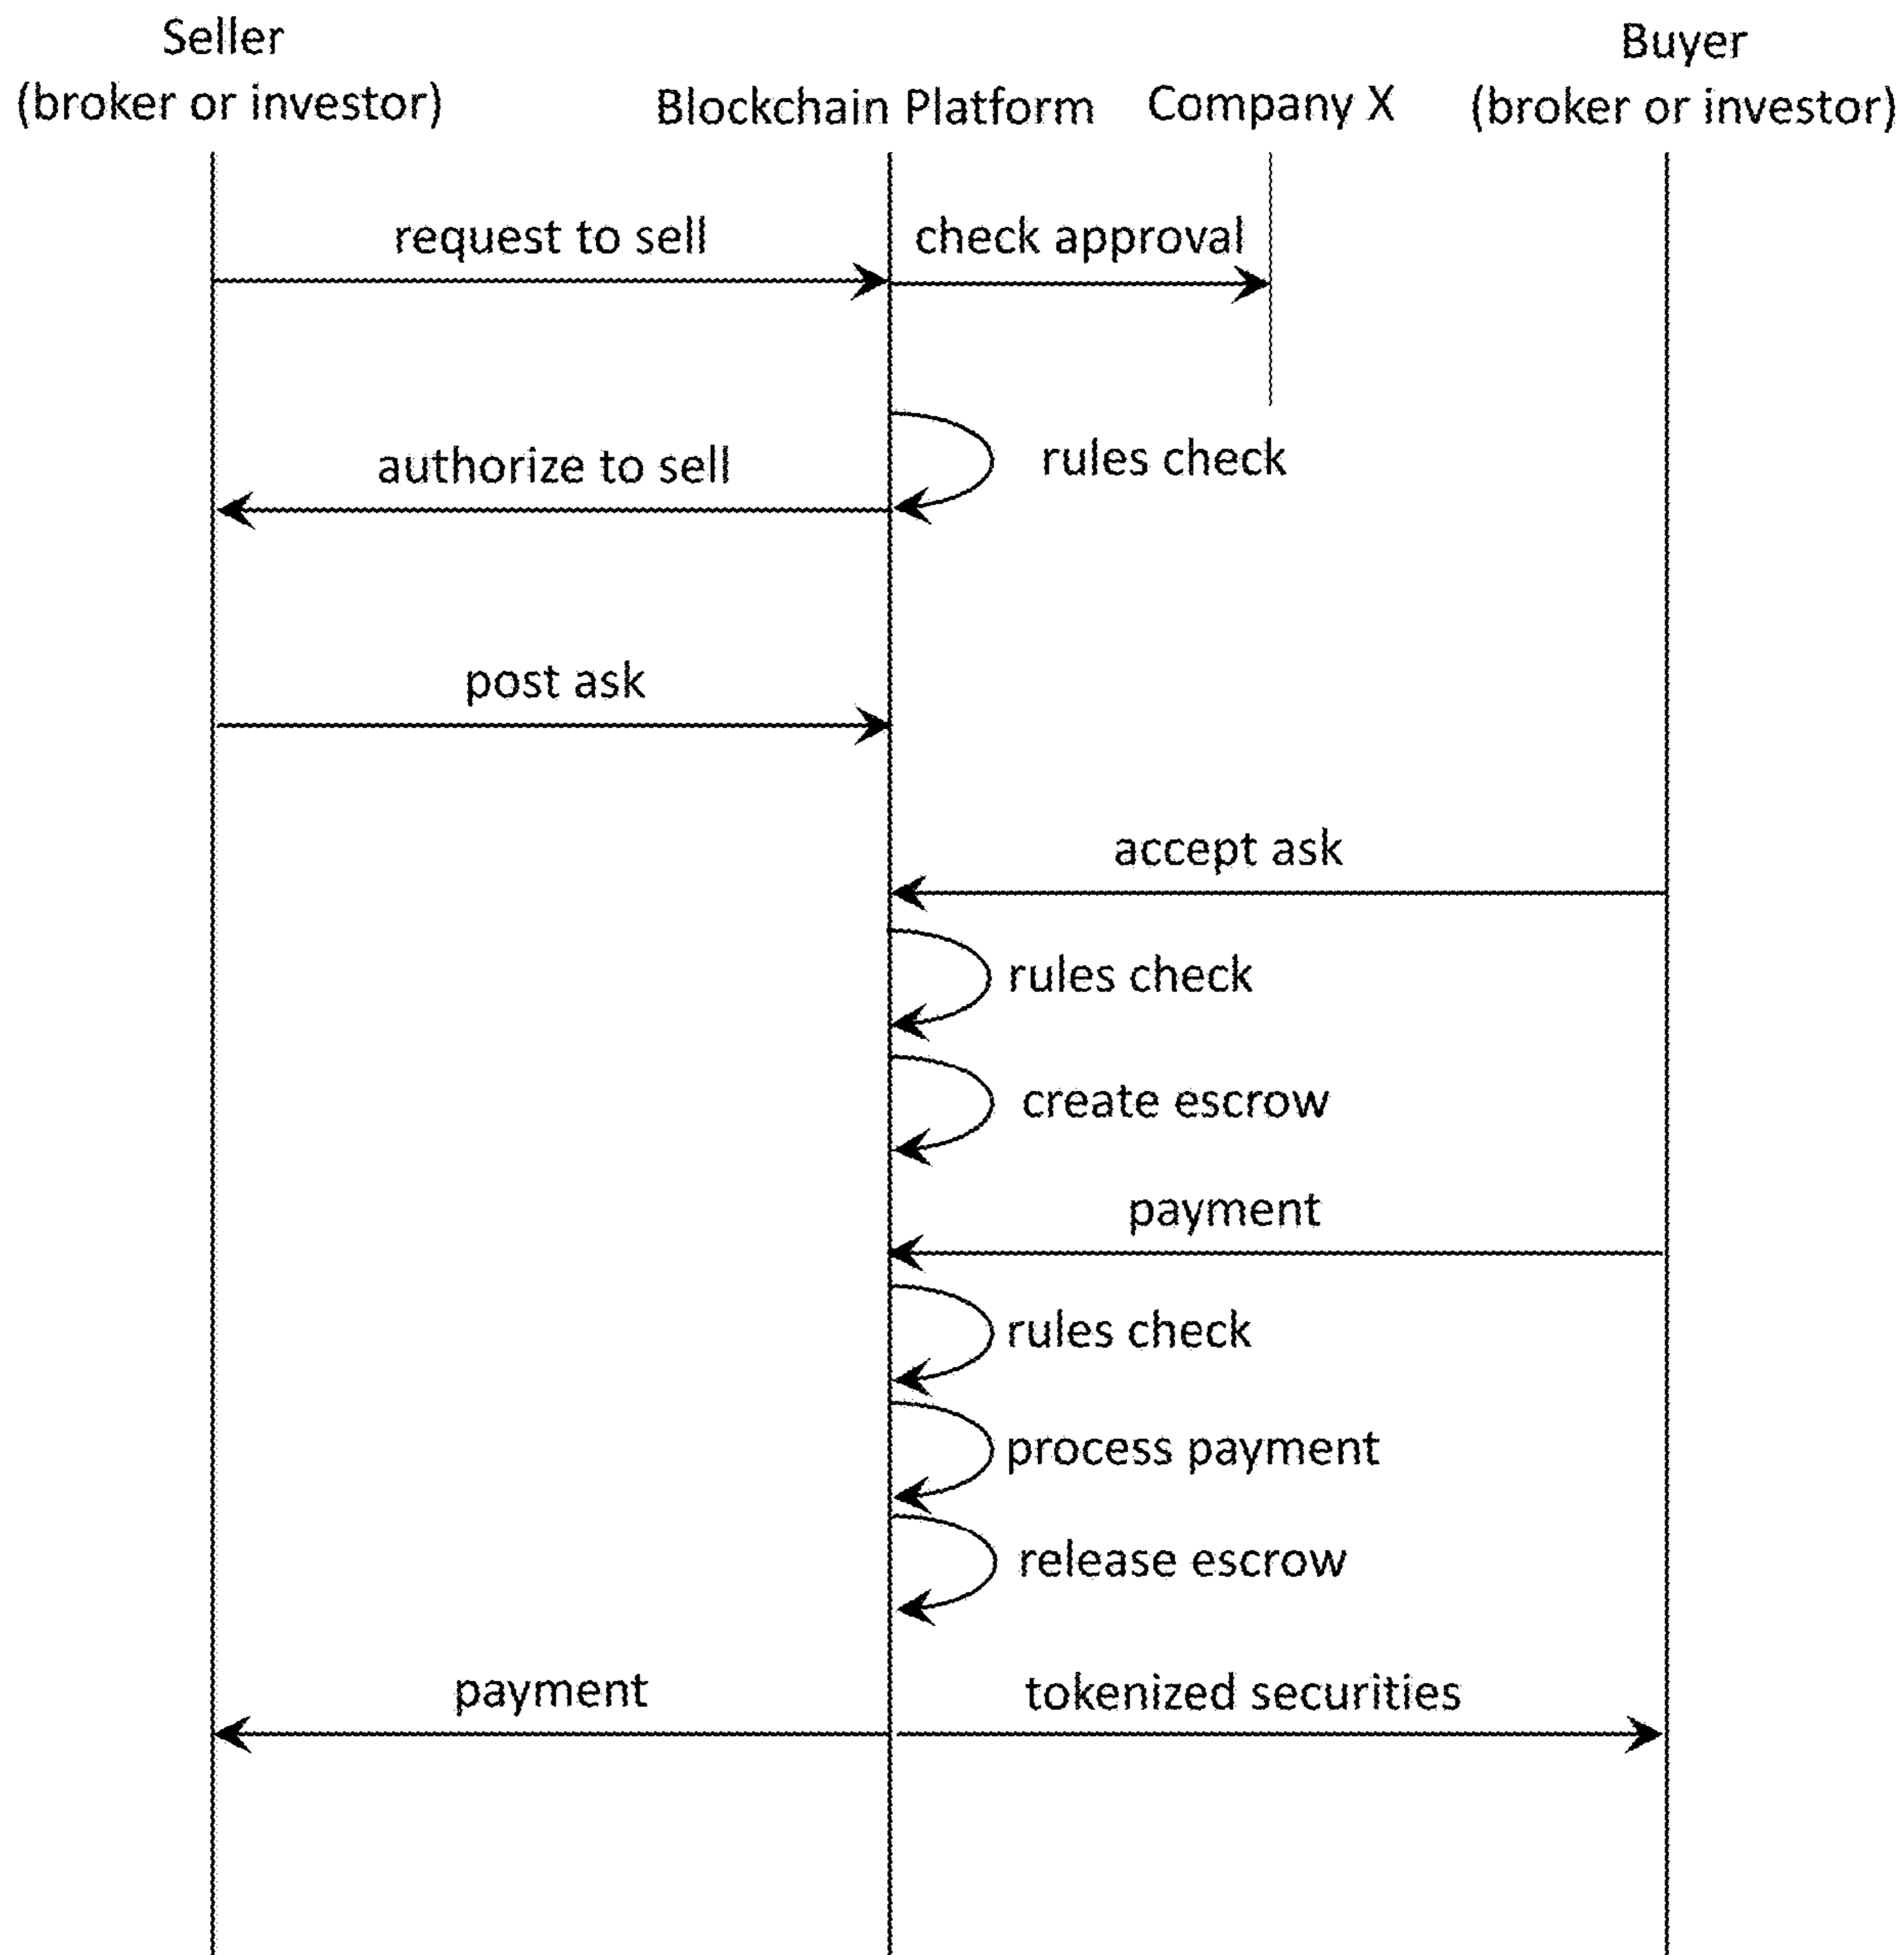 Seller
(broker or investor)
Blockchain Platform
Company X
Buyer
(broker or investor)
request to sell
check approval
rules check
authorize to sell
post ask
accept ask
rules check
create escrow
payment
rules check
process payment
release escrow
payment
tokenized securities